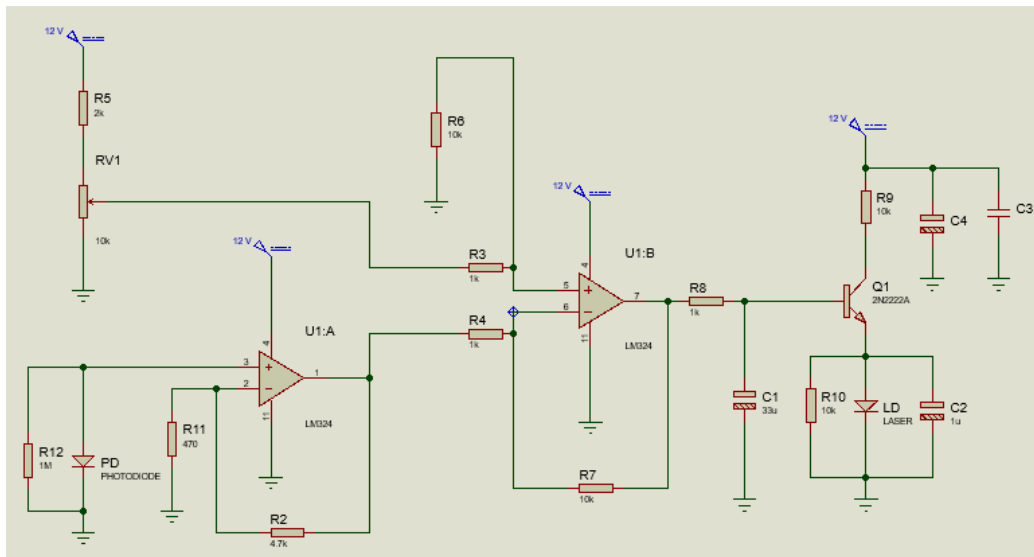 12 V
R5
2k
RV1
10k
R6
10k
12 V
R3
1k
R4
1k
12 V
U1:A
4
3
2
1
11
LM324
R12
1M
PD
PHOTODIODE
R11
470
R2
4.7k
12 V
U1:B
4
5
6
7
11
LM324
R8
1k
R7
10k
C1
33u
R9
10k
C4
C3
Q1
2N2222A
R10
10k
LD
LASER
C2
1u